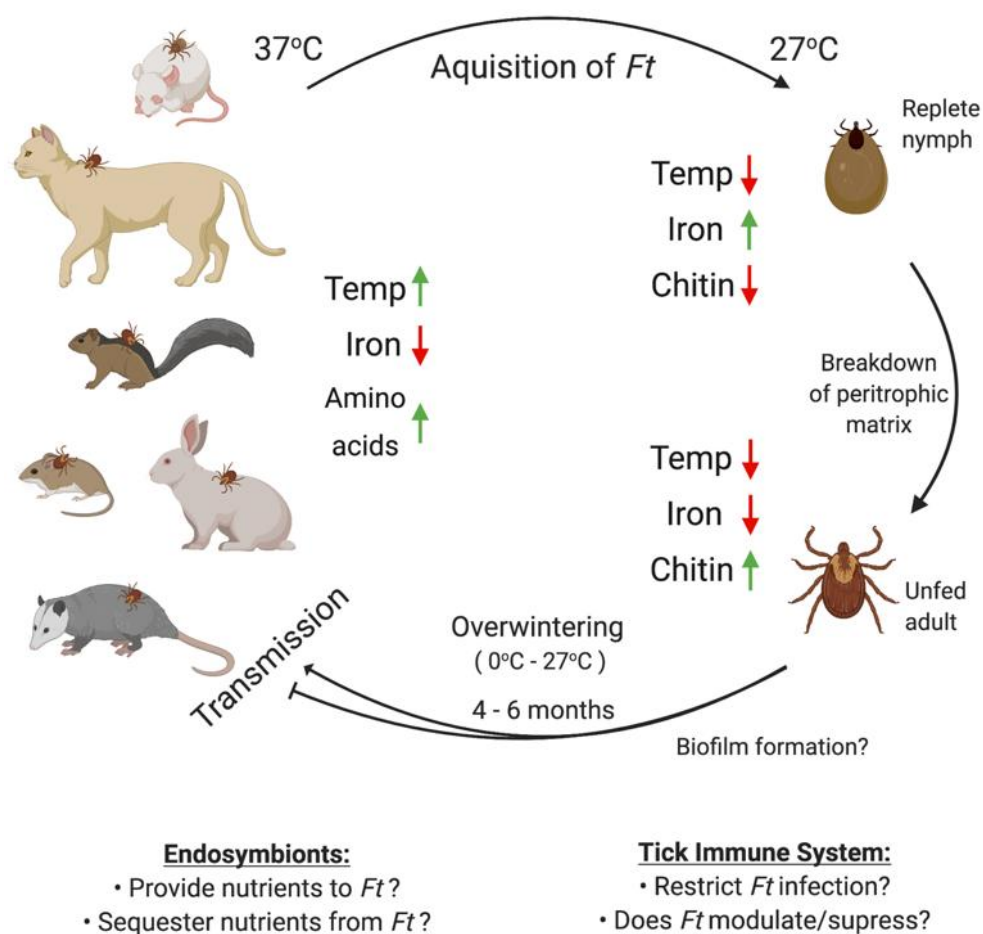 37°C
Aquisition of Ft
27°C
Replete
nymph
Temp
Iron
Chitin
Temp
Iron
Amino
acids
Breakdown
of peritrophic
matrix
Temp
Iron
Chitin
Unfed
adult
Transmission
Overwintering
( 0°C - 27°C )
4 - 6 months
Biofilm formation?
Endosymbionts:
• Provide nutrients to Ft?
• Sequester nutrients from Ft?
Tick Immune System:
• Restrict Ft infection?
• Does Ft modulate/supress?